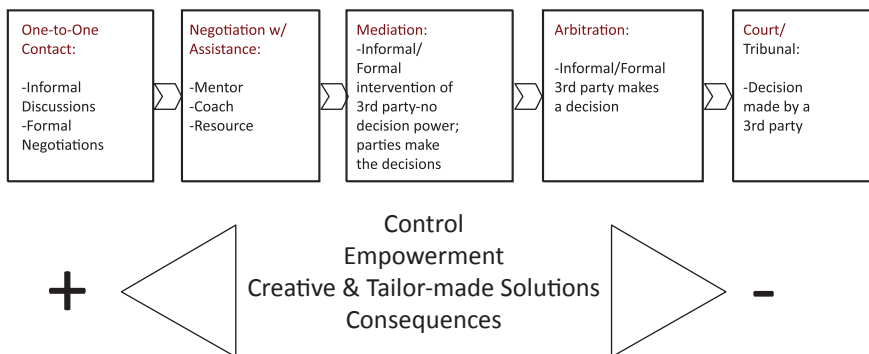 One-to-One
Contact:
-Informal
Discussions
-Formal
Negotiations
Negotiation w/
Assistance:
-Mentor
-Coach
-Resource
Mediation:
-Informal/
Formal
intervention of
3rd party-no
decision power;
parties make
the decisions
Arbitration:
-Informal/Formal
3rd party makes
a decision
Court/
Tribunal:
-Decision
made by a
3rd party
Control
Empowerment
Creative & Tailor-made Solutions
Consequences
+
-